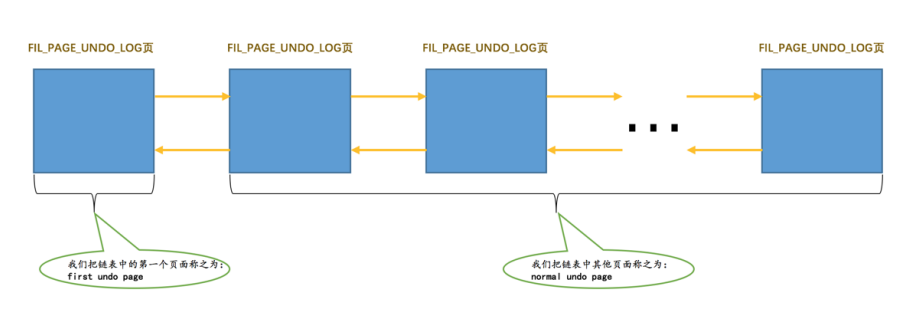 FIL_PAGE_UNDO_LOG页
FIL_PAGE_UNDO_LOG页
FIL_PAGE_UNDO_LOG页
FIL_PAGE_UNDO_LOG页
...
我们把链表中的第一个页面称之为:
first undo page
我们把链表中其他页面称之为:
normal undo page